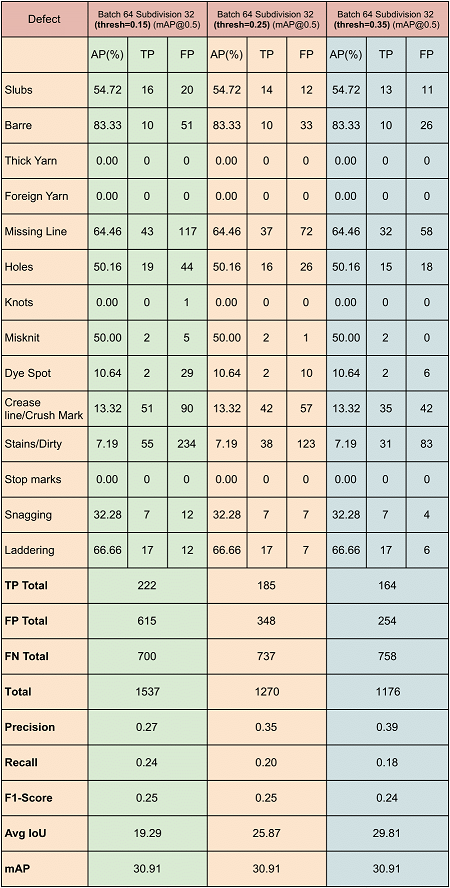 Defect Batch 64 Subdivision 32 Batch 64 Subdivision 32 Batch 64 Subdivision 32
(thresh=0.15) (mAP@0.5) (thresh=0.25) (mAP@0.5) (thresh=0.35) (mAP@0.5)
AP(%) TP FP AP(%) TP FP AP(%) TP FP
Slubs 54.72 16 20 54.72 14 12 54.72 13 11
Barre 83.33 10 51 83.33 10 33 83.33 10 26
Thick Yarn 0.00 0 0 0.00 0 0 0.00 0 0
Foreign Yarn 0.00 0 0 0.00 0 0 0.00 0 0
Missing Line 64.46 43 117 64.46 37 72 64.46 32 58
Holes 50.16 19 44 50.16 16 26 50.16 15 18
Knots 0.00 0 1 0.00 0 0 0.00 0 0
Misknit 50.00 2 5 50.00 2 1 50.00 2 0
Dye Spot 10.64 2 29 10.64 2 10 10.64 2 6
Crease
line/Crush Mark 13.32 51 90 13.32 42 57 13.32 35 42
Stains/Dirty 7.19 55 234 7.19 38 123 7.19 31 83
Stop marks 0.00 0 0 0.00 0 0 0.00 0 0
Snagging 32.28 7 12 32.28 7 7 32.28 7 4
Laddering 66.66 17 12 66.66 17 7 66.66 17 6
TP Total 222 185 164
FP Total 615 348 254
FN Total 700 737 758
Total 1537 1270 1176
Precision 0.27 0.35 0.39
Recall 0.24 0.20 0.18
F1-Score 0.25 0.25 0.24
Avg IoU 19.29 25.87 29.81
mAP 30.91 30.91 30.91